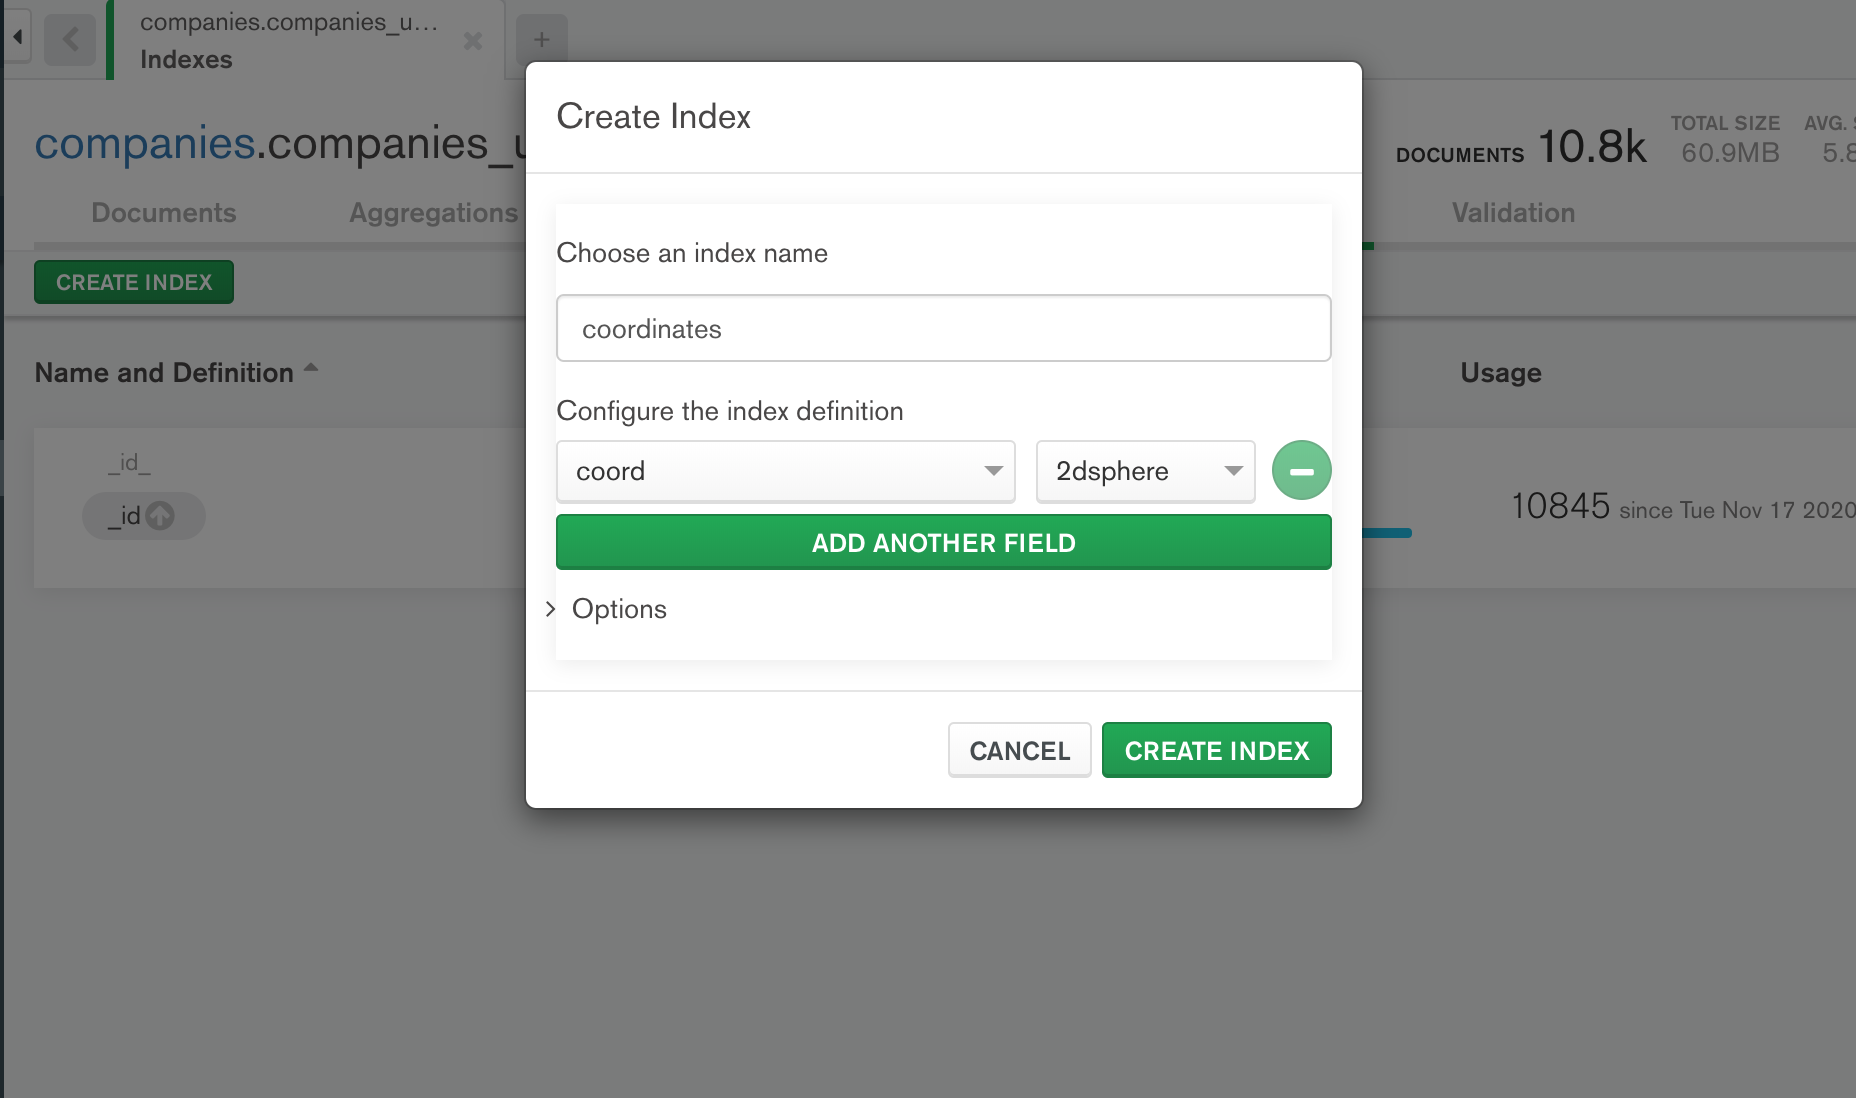 companies.companies_u...
Indexes
companies.companies_u
DOCUMENTS 10.8k
TOTAL SIZE
60.9MB
AVG.
5.8
Documents
Aggregations
Validation
CREATE INDEX
Name and Definition
Usage
_id_
_id
10845 since Tue Nov 17 2020
Create Index
Choose an index name
coordinates
Configure the index definition
coord
2dsphere
ADD ANOTHER FIELD
Options
CANCEL
CREATE INDEX